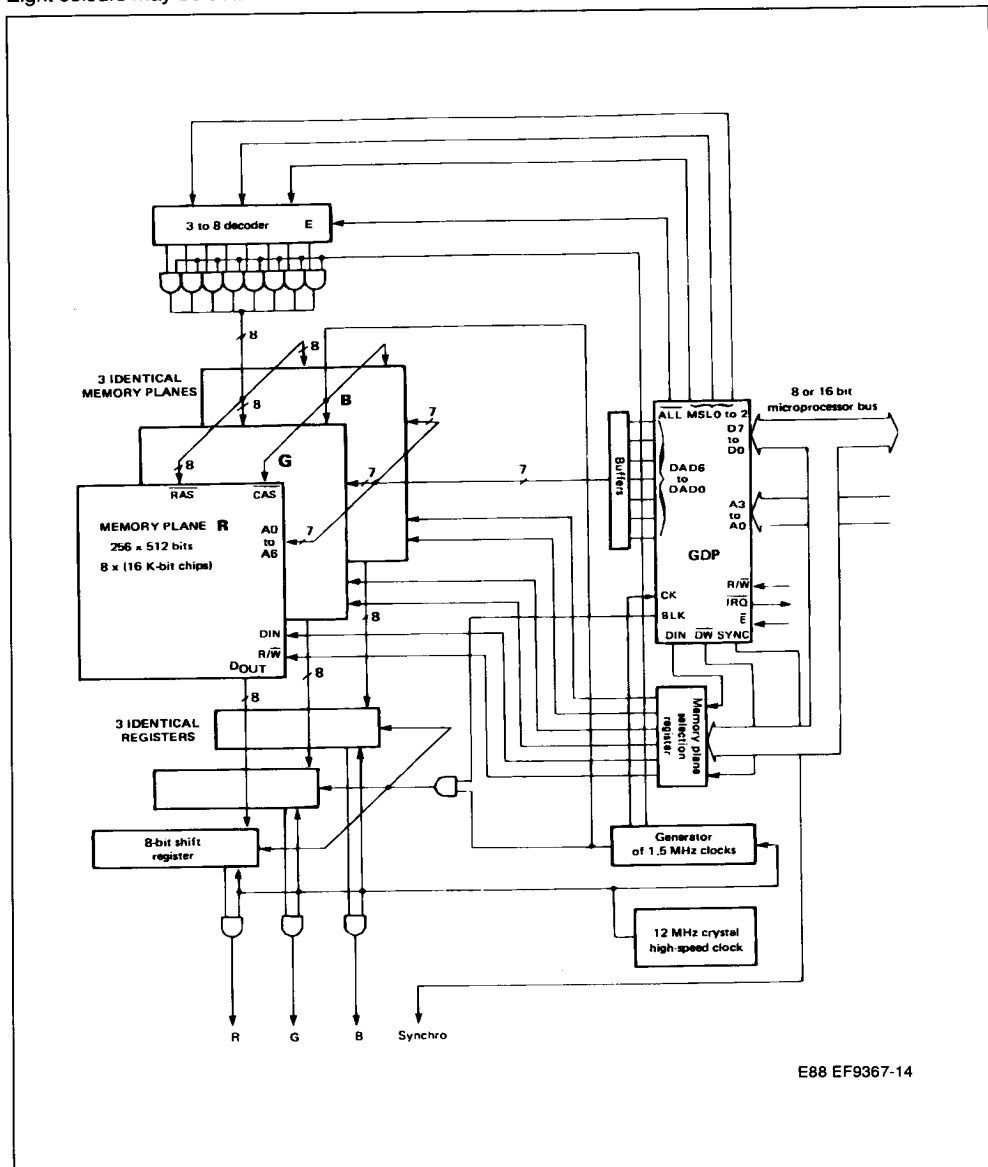 3 to 8 decoder E
8
8
3 IDENTICAL
MEMORY PLANES
8
B
7
8 or 16 bit
microprocessor bus
ALL MSL0 to 2
D7
to
D0
Buffers
DAD6
to
DAD0
A3
to
A0
GDP
G
7
7
8
RAS
CAS
MEMORY PLANE R
256 x 512 bits
8 x (16 K-bit chips)
A0
to
A6
7
R/W
IRQ
E
CK
BLK
DIN DW SYNC
8
DIN
R/W
DOUT
8
8
Memory plane
selection
register
3 IDENTICAL
REGISTERS
8-bit shift
register
Generator
of 1,5 MHz clocks
12 MHz crystal
high-speed clock
R G B Synchro
E88 EF9367-14